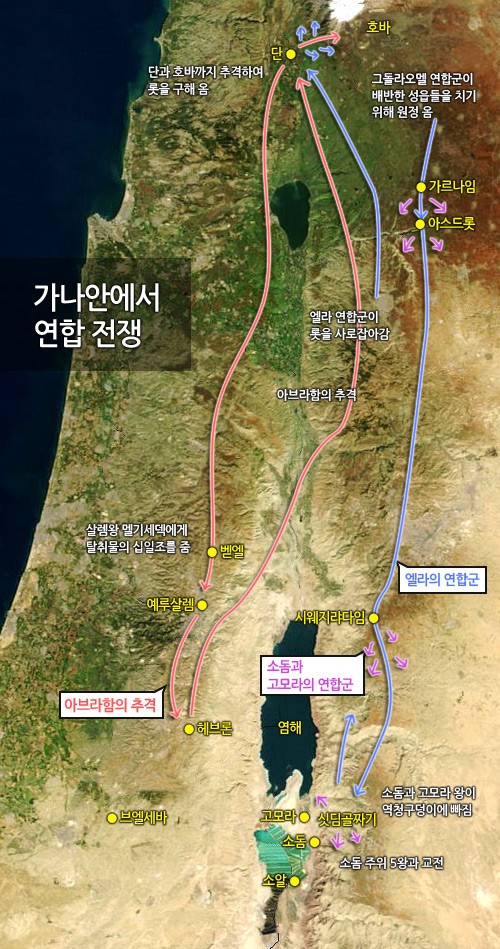 호바
단
단과 호바까지 추격하여
롯을 구해 옴
그돌라오멜 연합군이
배반한 성읍들을 치기
위해 원정 옴
가르나임
아스드롯
가나안에서
연합 전쟁
엘라 연합군이
롯을 사로잡아감
아브라함의 추격
살렘왕 멜기세덱에게
탈취물의 십일조를 줌
벧엘
엘라의 연합군
예루살렘
시웨지랴다임
소돔과
고모라의 연합군
아브라함의 추격
헤브론
염해
소돔과 고모라 왕이
역청구덩이에 빠짐
브엘세바
고모라
싯딤골짜기
소돔
소돔 주위 5왕과 교전
소알